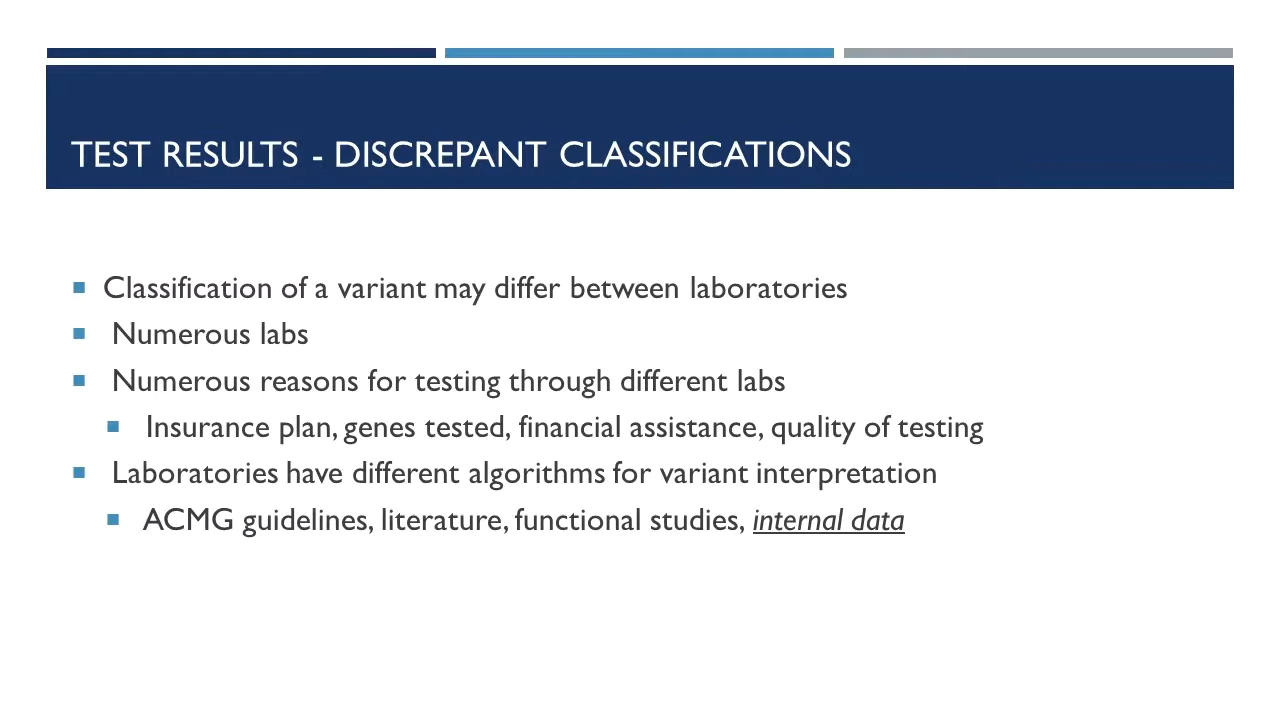 TEST RESULTS - DISCREPANT CLASSIFICATIONS
Classification of a variant may differ between laboratories
Numerous labs
Numerous reasons for testing through different labs
Insurance plan, genes tested, financial assistance, quality of testing
Laboratories have different algorithms for variant interpretation
ACMG guidelines, literature, functional studies, internal data